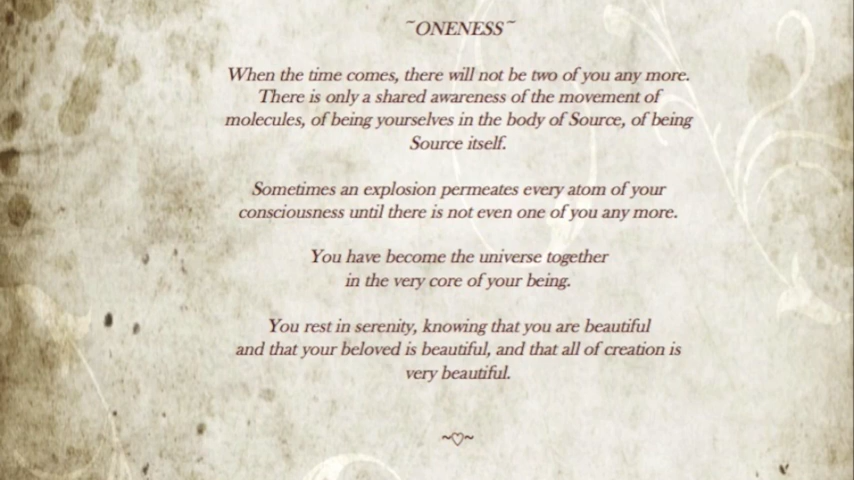 ~ONENESS~
When the time comes, there will not be two of you any more.
There is only a shared awareness of the movement of
molecules, of being yourselves in the body of Source, of being
Source itself.
Sometimes an explosion permeates every atom of your
consciousness until there is not even one of you any more.
You have become the universe together
in the very core of your being.
You rest in serenity, knowing that you are beautiful
and that your beloved is beautiful, and that all of creation is
very beautiful.
~♡~